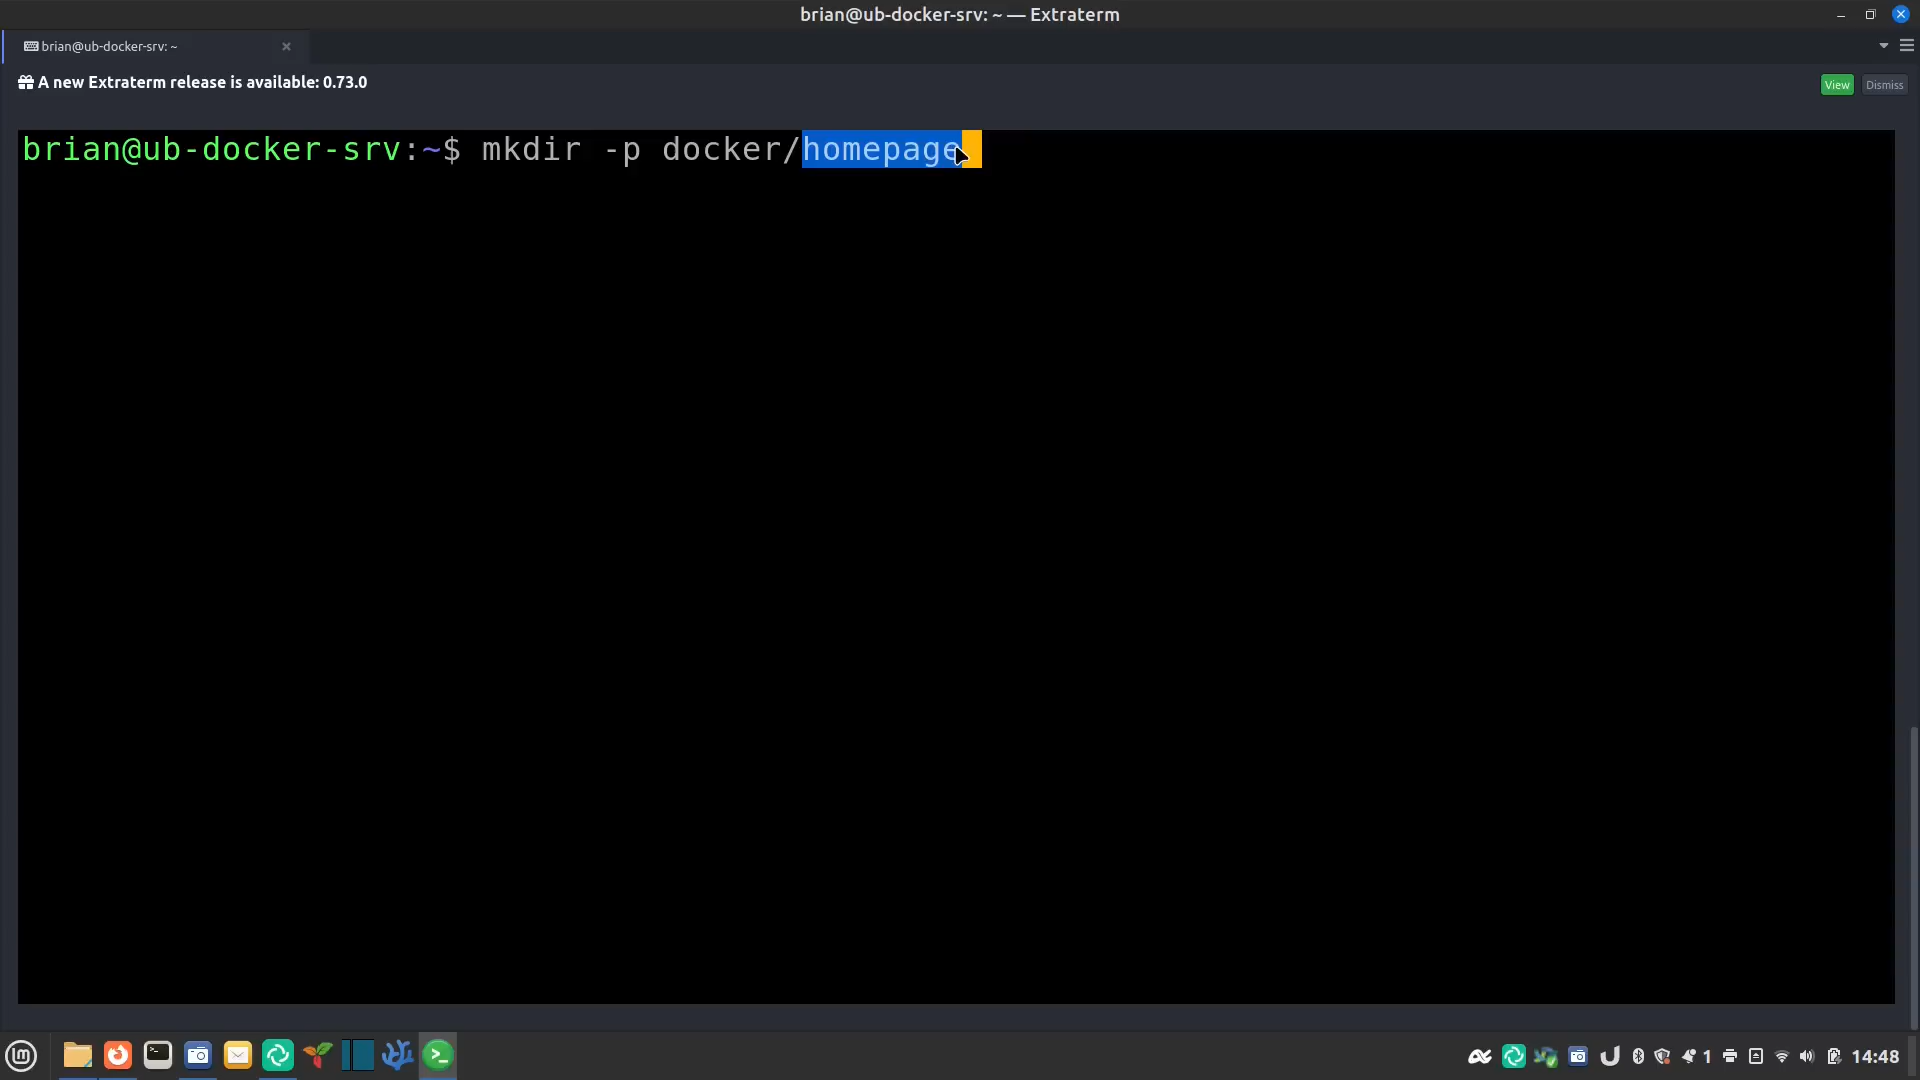 brian@ub-docker-srv: ~ — Extraterm
brian@ub-docker-srv: ~
A new Extraterm release is available: 0.73.0
View
Dismiss
brian@ub-docker-srv:~$ mkdir -p docker/homepage
1
14:48